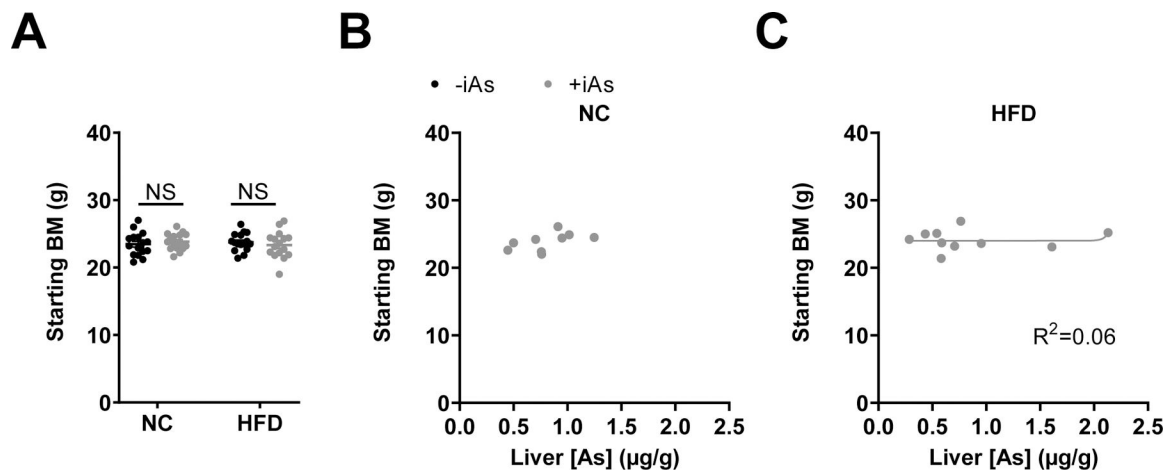 A
B
C
-iAs
+iAs
NC
HFD
Starting BM (g)
40
30
20
10
0
NS
NS
NC
HFD
Starting BM (g)
40
30
20
10
0
0.0 0.5 1.0 1.5 2.0 2.5
Liver [As] (µg/g)
Starting BM (g)
40
30
20
10
0
R²=0.06
0.0 0.5 1.0 1.5 2.0 2.5
Liver [As] (µg/g)